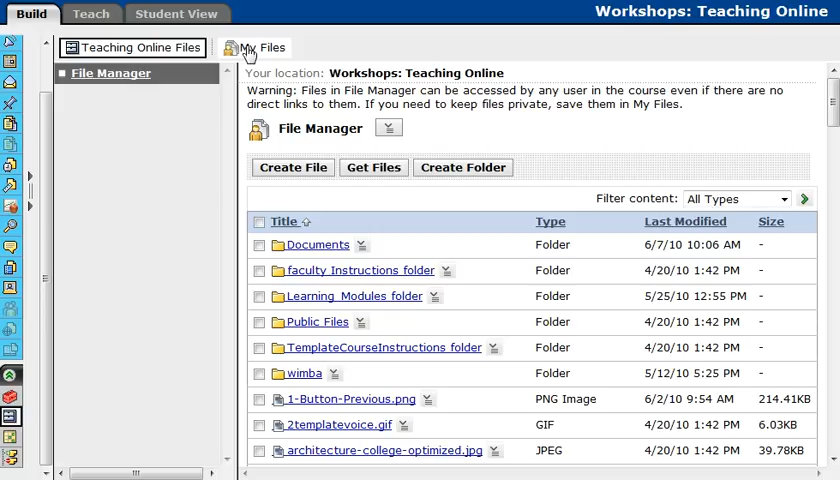 Build Teach Student View Workshops: Teaching Online
Teaching Online Files My Files
File Manager
Your location: Workshops: Teaching Online
Warning: Files in File Manager can be accessed by any user in the course even if there are no
direct links to them. If you need to keep files private, save them in My Files.
File Manager
Create File Get Files Create Folder
Filter content: All Types
Title Type Last Modified Size
Documents Folder 6/7/10 10:06 AM -
faculty Instructions folder Folder 4/20/10 1:42 PM -
Learning_Modules folder Folder 5/25/10 12:55 PM -
Public Files Folder 4/20/10 1:42 PM -
TemplateCourseInstructions folder Folder 4/20/10 1:42 PM -
wimba Folder 5/12/10 5:25 PM -
1-Button-Previous.png PNG Image 6/2/10 9:54 AM 214.41KB
2templatevoice.gif GIF 4/20/10 1:42 PM 6.03KB
architecture-college-optimized.jpg JPEG 4/20/10 1:42 PM 39.78KB